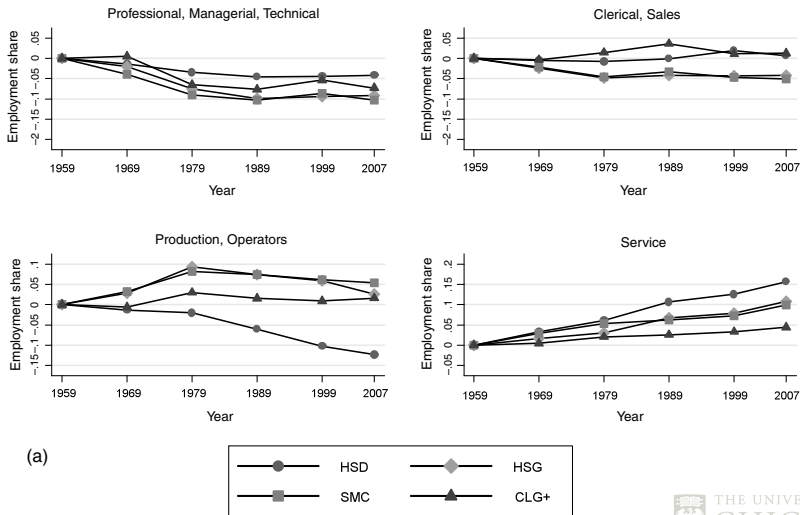 Professional, Managerial, Technical
Employment share
.05
0
-.05
-.1
-.15
-.2
1959 1969 1979 1989 1999 2007
Year
Clerical, Sales
Employment share
.05
0
-.05
-.1
-.15
-.2
1959 1969 1979 1989 1999 2007
Year
Production, Operators
Employment share
.1
.05
0
-.05
-.1
-.15
1959 1969 1979 1989 1999 2007
Year
Service
Employment share
.2
.15
.1
.05
0
-.05
1959 1969 1979 1989 1999 2007
Year
(a)
HSD HSG
SMC CLG+
THE UNIVE